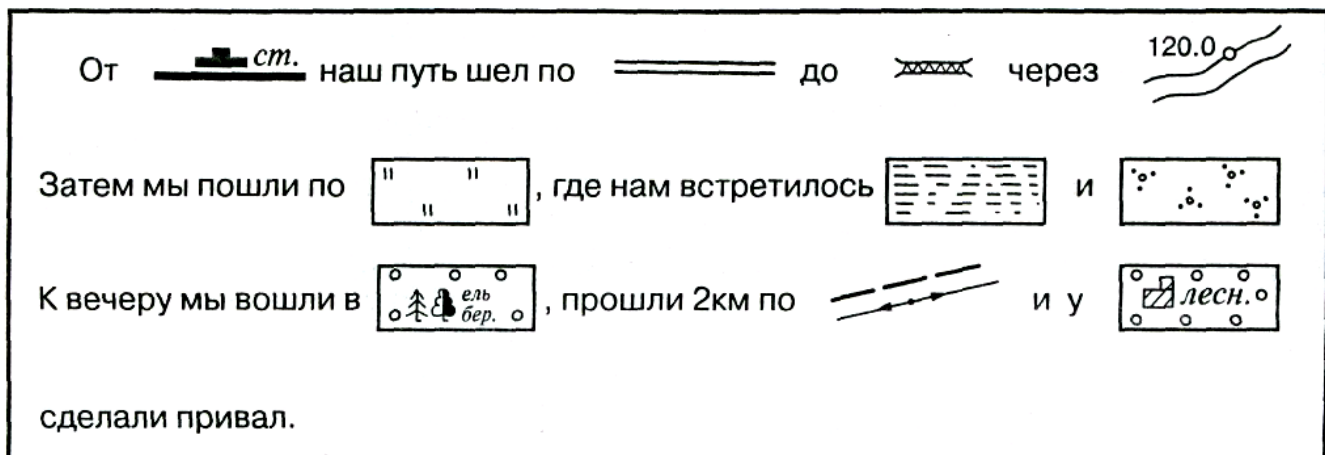 От ст. наш путь шел по до через 120.0
Затем мы пошли по , где нам встретилось и
К вечеру мы вошли в ель бер. , прошли 2км по и у лесн.
сделали привал.